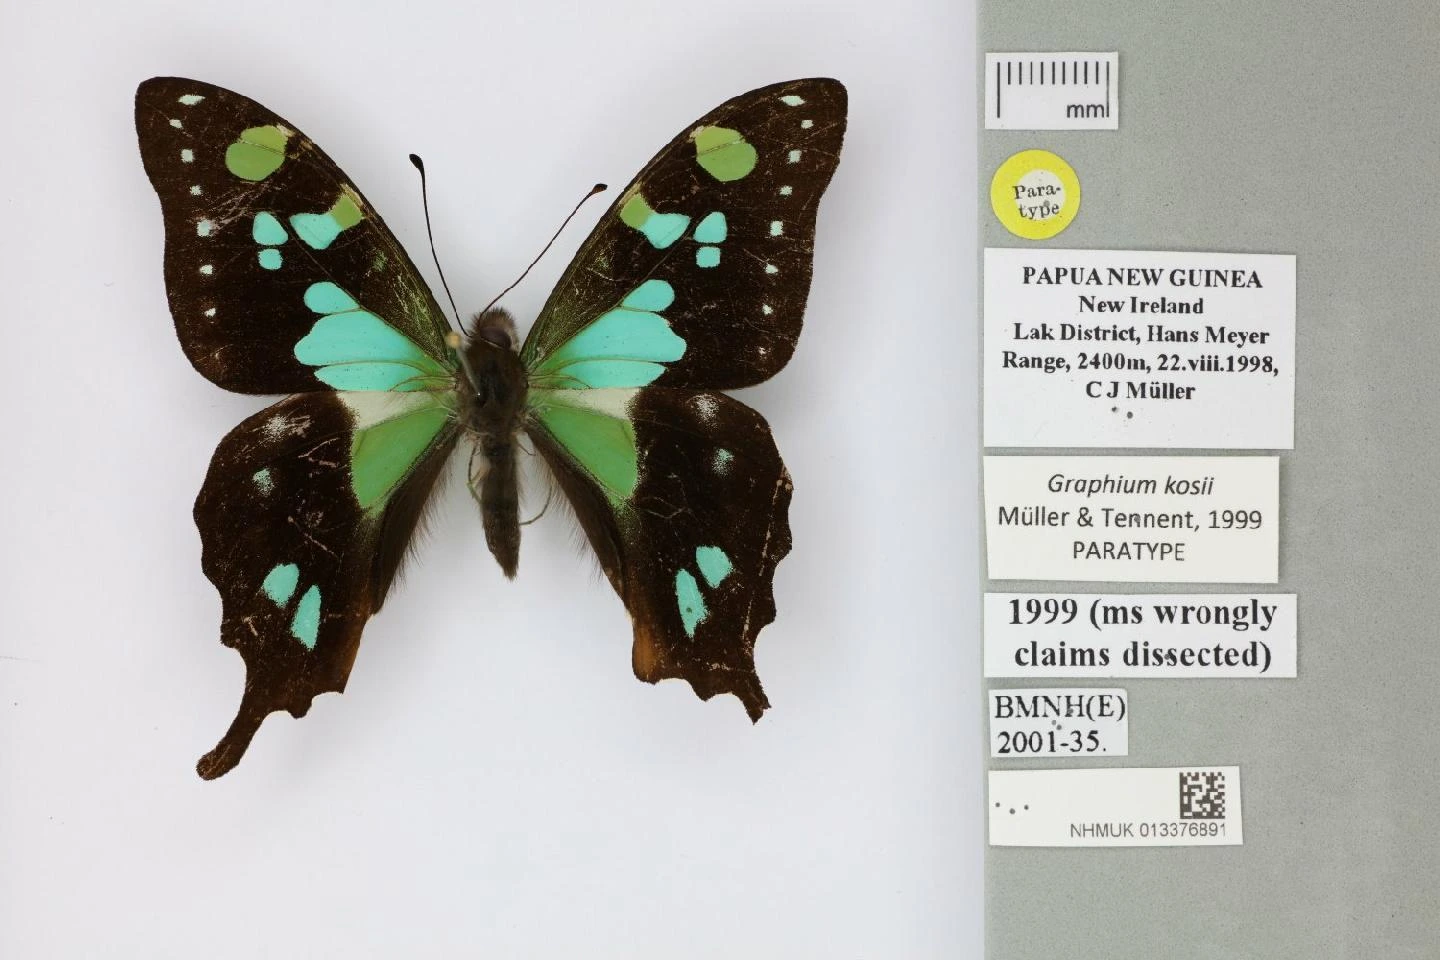 mm
Para-
type
PAPUA NEW GUINEA
New Ireland
Lak District, Hans Meyer
Range, 2400m, 22.viii.1998,
C J Müller
Graphium kosii
Müller & Tennent, 1999
PARATYPE
1999 (ms wrongly
claims dissected)
BMNH(E)
2001-35.
NHMUK 013376891